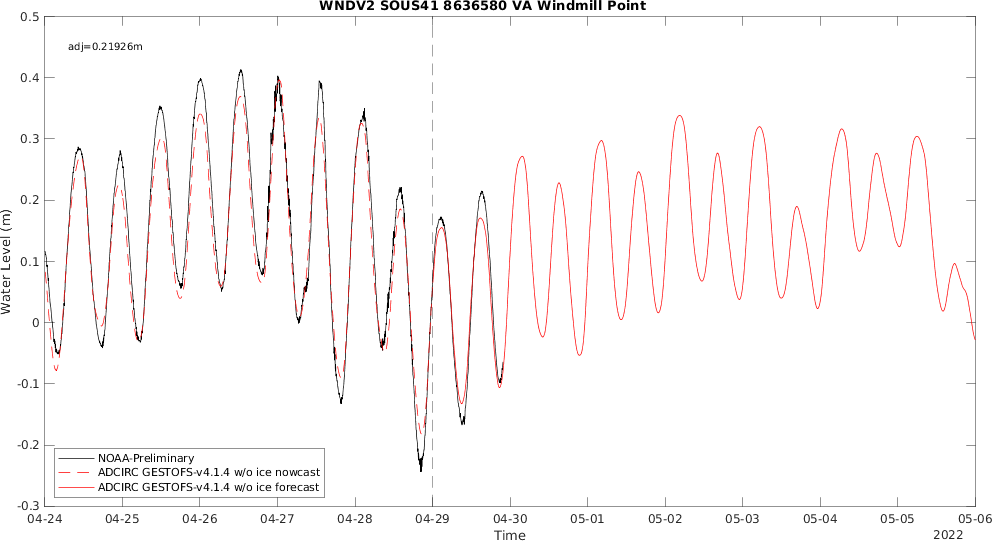 WNDV2 SOUS41 8636580 VA Windmill Point
adj=0.21926m
0.5
0.4
0.3
0.2
0.1
0
-0.1
-0.2
-0.3
Water Level (m)
NOAA-Preliminary
ADCIRC GESTOFS-v4.1.4 w/o ice nowcast
ADCIRC GESTOFS-v4.1.4 w/o ice forecast
04-24 04-25 04-26 04-27 04-28 04-29 04-30 05-01 05-02 05-03 05-04 05-05 05-06
Time
2022